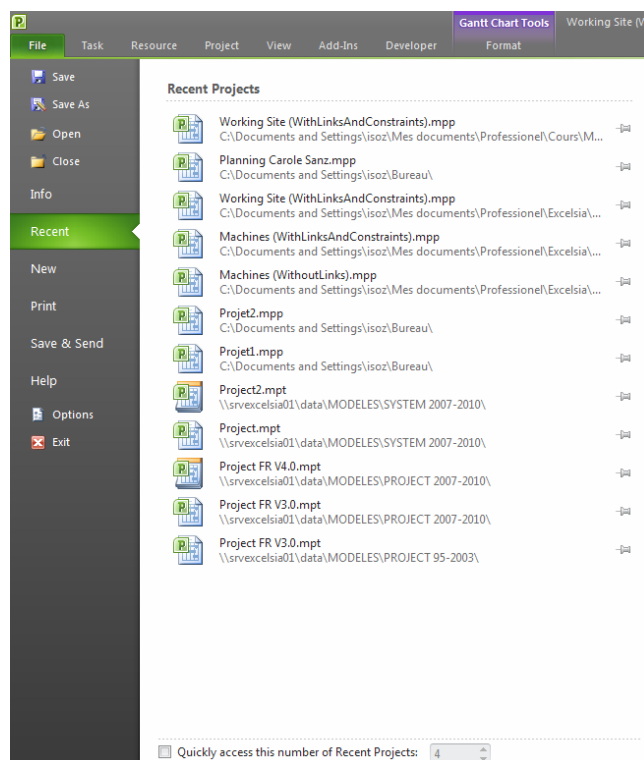 Gantt Chart Tools Working Site (W
File Task Resource Project View Add-Ins Developer Format
Save
Save As
Open
Close
Info
Recent
New
Print
Save & Send
Help
Options
Exit
Recent Projects
Working Site (WithLinksAndConstraints).mpp
C:\Documents and Settings\isoz\Mes documents\Professionel\Cours\M...
Planning Carole Sanz.mpp
C:\Documents and Settings\isoz\Bureau\
Working Site (WithLinksAndConstraints).mpp
C:\Documents and Settings\isoz\Mes documents\Professionel\Excelsia\...
Machines (WithLinksAndConstraints).mpp
C:\Documents and Settings\isoz\Mes documents\Professionel\Excelsia\...
Machines (WithoutLinks).mpp
C:\Documents and Settings\isoz\Mes documents\Professionel\Excelsia\...
Projet2.mpp
C:\Documents and Settings\isoz\Bureau\
Projet1.mpp
C:\Documents and Settings\isoz\Bureau\
Project2.mpt
\\srvexcelsia01\data\MODELES\SYSTEM 2007-2010\
Project.mpt
\\srvexcelsia01\data\MODELES\SYSTEM 2007-2010\
Project FR V4.0.mpt
\\srvexcelsia01\data\MODELES\PROJECT 2007-2010\
Project FR V3.0.mpt
\\srvexcelsia01\data\MODELES\PROJECT 2007-2010\
Project FR V3.0.mpt
\\srvexcelsia01\data\MODELES\PROJECT 95-2003\
Quickly access this number of Recent Projects: 4